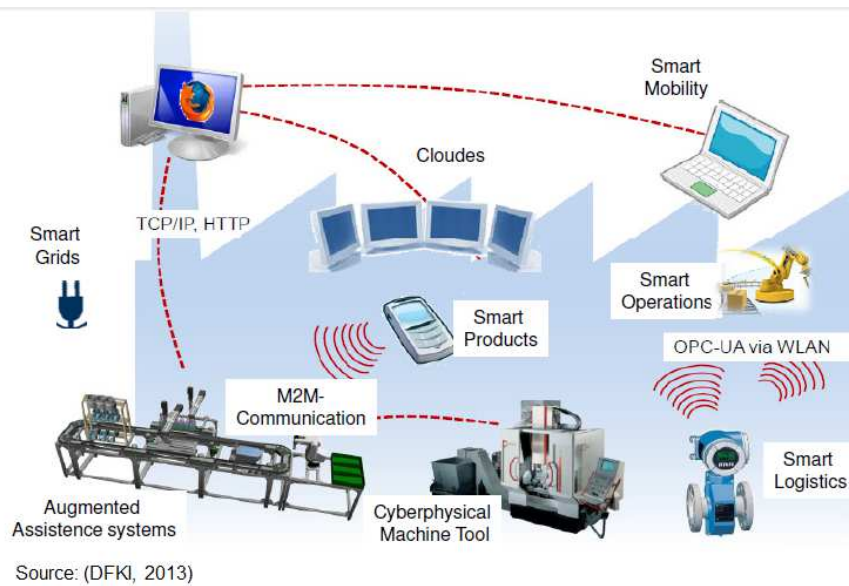 Smart
Mobility
Cloudes
TCP/IP, HTTP
Smart
Grids
Smart
Operations
Smart
Products
OPC-UA via WLAN
M2M-
Communication
Smart
Logistics
Augmented
Assistence systems
Cyberphysical
Machine Tool
Source: (DFKI, 2013)